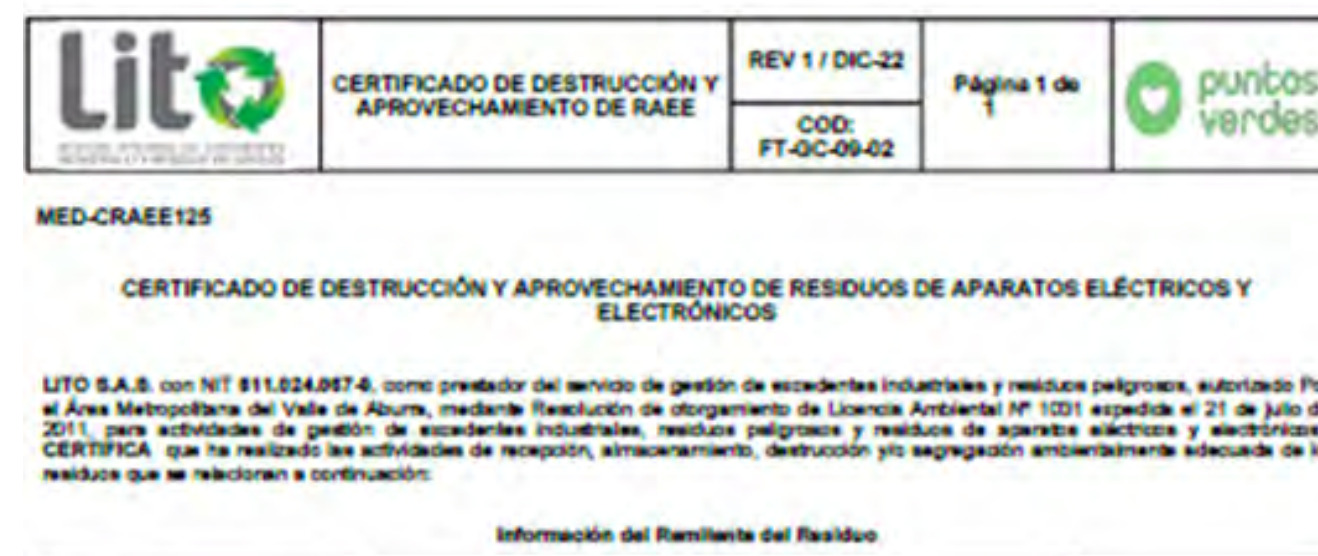 Lito
CERTIFICADO DE DESTRUCCIÓN Y
APROVECHAMIENTO DE RAEE
REV 1 / DIC-22
COD:
FT-GC-09-02
Página 1 de
1
puntos
verdes
MED-CRAEE125
CERTIFICADO DE DESTRUCCIÓN Y APROVECHAMIENTO DE RESIDUOS DE APARATOS ELÉCTRICOS Y
ELECTRÓNICOS
LITO S.A.S. con NIT como prestador del servicio de gestión de excedentes industriales y residuos peligrosos, autorizado Po
el Área Metropolitana del Valle de Aburra, mediante Resolución de otorgamiento de Licencia Ambiental Nº 1031 expedida el 21 de julio d
2011, para actividades de gestión de excedentes industriales, residuos peligrosos y residuos de aparatos eléctricos y electrónicos
CERTIFICA que ha realizado las actividades de recepción, almacenamiento, destrucción y/o segregación ambientalmente adecuada de l
residuos que se relacionan a continuación:
Información del Remitente del Residuo